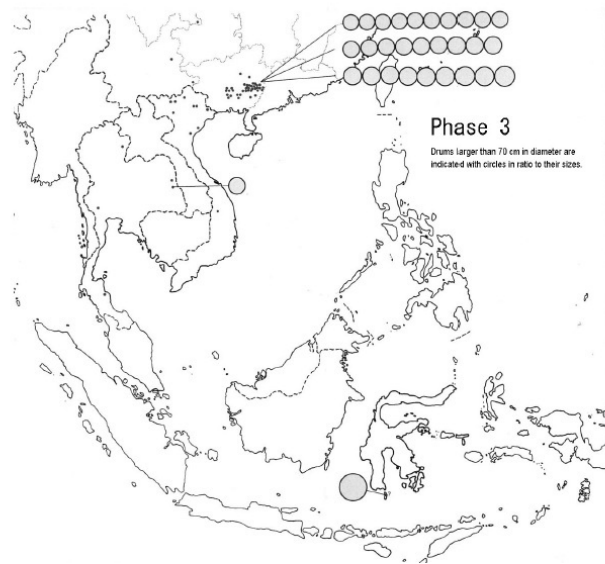 Phase 3
Drums larger than 70 cm in diameter are
indicated with circles in ratio to their sizes.